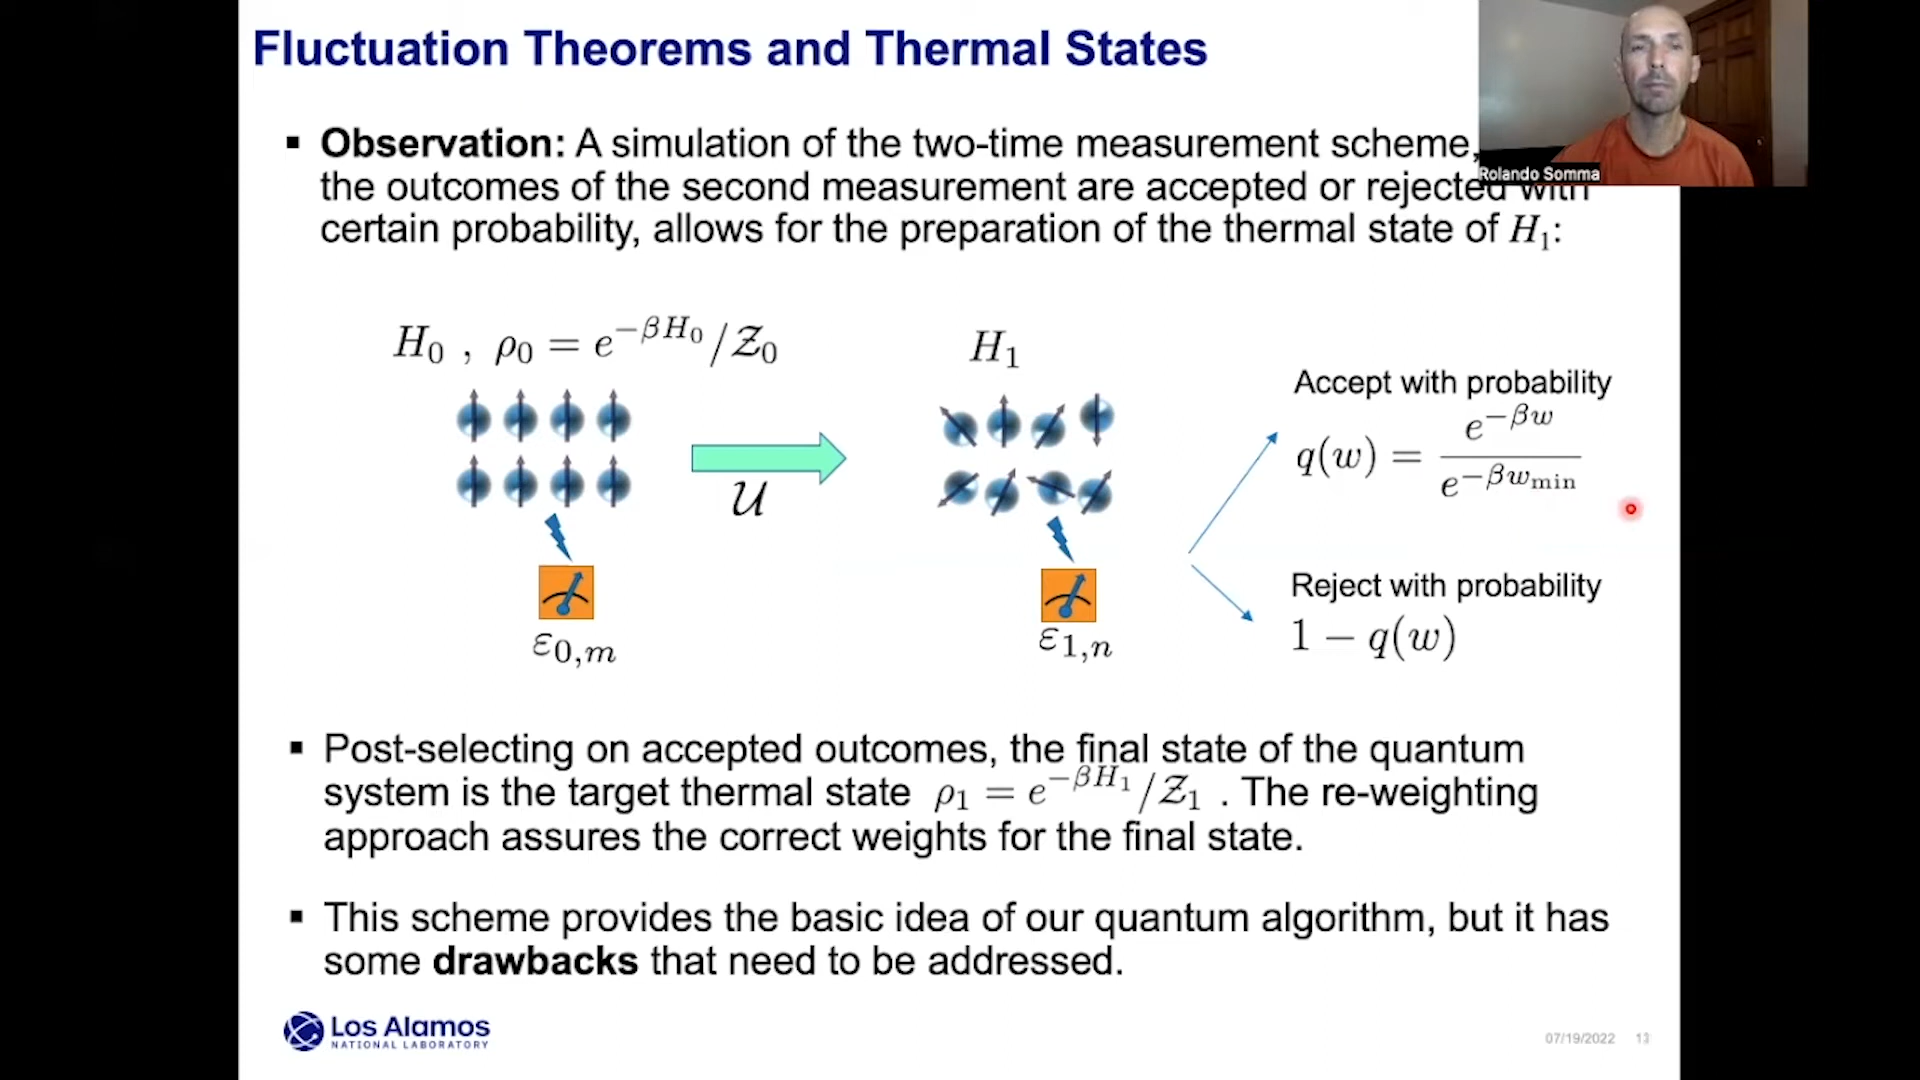 Fluctuation Theorems and Thermal States
Rolando Somma
▪ Observation: A simulation of the two-time measurement scheme,
the outcomes of the second measurement are accepted or rejected with
certain probability, allows for the preparation of the thermal state of H₁:
H₀ , ρ₀ = e^{−βH₀}/𝒵₀
H₁
𝒰
ε₀,ₘ
ε₁,ₙ
Accept with probability
q(w) = e^{−βw} / e^{−βw_min}
Reject with probability
1 − q(w)
▪ Post-selecting on accepted outcomes, the final state of the quantum
system is the target thermal state ρ₁ = e^{−βH₁}/𝒵₁ . The re-weighting
approach assures the correct weights for the final state.
▪ This scheme provides the basic idea of our quantum algorithm, but it has
some drawbacks that need to be addressed.
Los Alamos
NATIONAL LABORATORY
07/19/2022